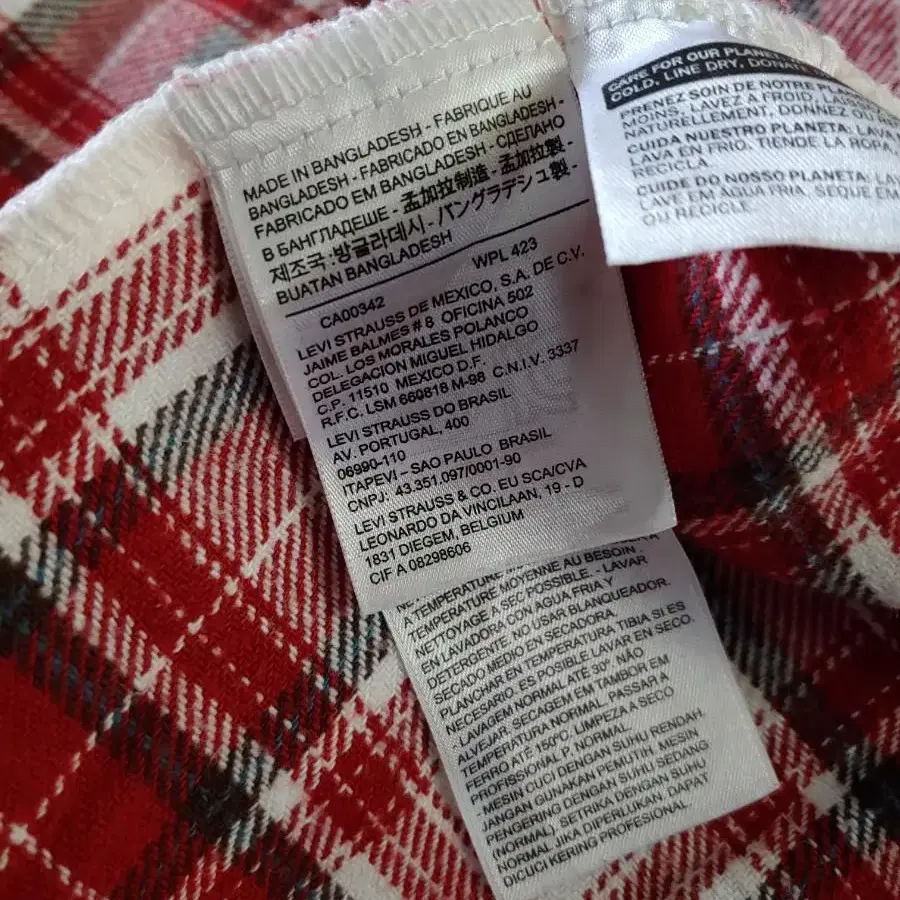 MADE IN BANGLADESH - FABRIQUE AU
BANGLADESH - FABRICADO EN BANGLADESH -
FABRICADO EM BANGLADESH - СДЕЛАНО
В БАНГЛАДЕШЕ - 孟加拉制造 - 孟加拉製 -
제조국:방글라데시 - バングラデシュ製 -
BUATAN BANGLADESH
CA00342 WPL 423
LEVI STRAUSS DE MEXICO, S.A. DE C.V.
JAIME BALMES # 8 OFICINA 502
COL. LOS MORALES POLANCO
DELEGACION MIGUEL HIDALGO
C.P. 11510 MEXICO D.F.
R.F.C. LSM 660818 M-98 C.N.I.V. 3337
LEVI STRAUSS DO BRASIL
AV. PORTUGAL, 400
06990-110
ITAPEVI - SAO PAULO BRASIL
CNPJ: 43.351.097/0001-90
LEVI STRAUSS & CO. EU SCA/CVA
LEONARDO DA VINCILAAN, 19 - D
1831 DIEGEM, BELGIUM
CIF A 08298606
CARE FOR OUR PLANET
COLD, LINE DRY, DONATE
PRENEZ SOIN DE NOTRE PLAN
MOINS, LAVEZ A FROID, LAISS
NATURELLEMENT, DONNEZ OU
CUIDA NUESTRO PLANETA: LAVA
LAVA EN FRIO, TIENDE LA ROPA,
RECICLA.
CUIDE DO NOSSO PLANETA: LAV
LAVE EM ÁGUA FRIA, SEQUE EM
OU RECICLE.
A TEMPERATURE
TEMPERATURE MOYENNE AU BESOIN.
NETTOYAGE A SEC POSSIBLE. - LAVAR
EN LAVADORA CON AGUA FRIA Y
DETERGENTE. NO USAR BLANQUEADOR.
SECADO MEDIO EN SECADORA.
PLANCHAR EN TEMPERATURA TIBIA SI ES
NECESARIO. ES POSIBLE LAVAR EN SECO.
- LAVAGEM NORMAL ATÉ 30º. NÃO
ALVEJAR. SECAGEM EM TAMBOR EM
TEMPERATURA NORMAL. PASSAR A
FERRO ATÉ 150ºC. LIMPEZA A SECO
PROFISSIONAL P. NORMAL.
- MESIN CUCI DENGAN SUHU RENDAH.
JANGAN GUNAKAN PEMUTIH. MESIN
PENGERING DENGAN SUHU SEDANG
(NORMAL). SETRIKA DENGAN SUHU
NORMAL JIKA DIPERLUKAN. DAPAT
DICUCI KERING PROFESIONAL.